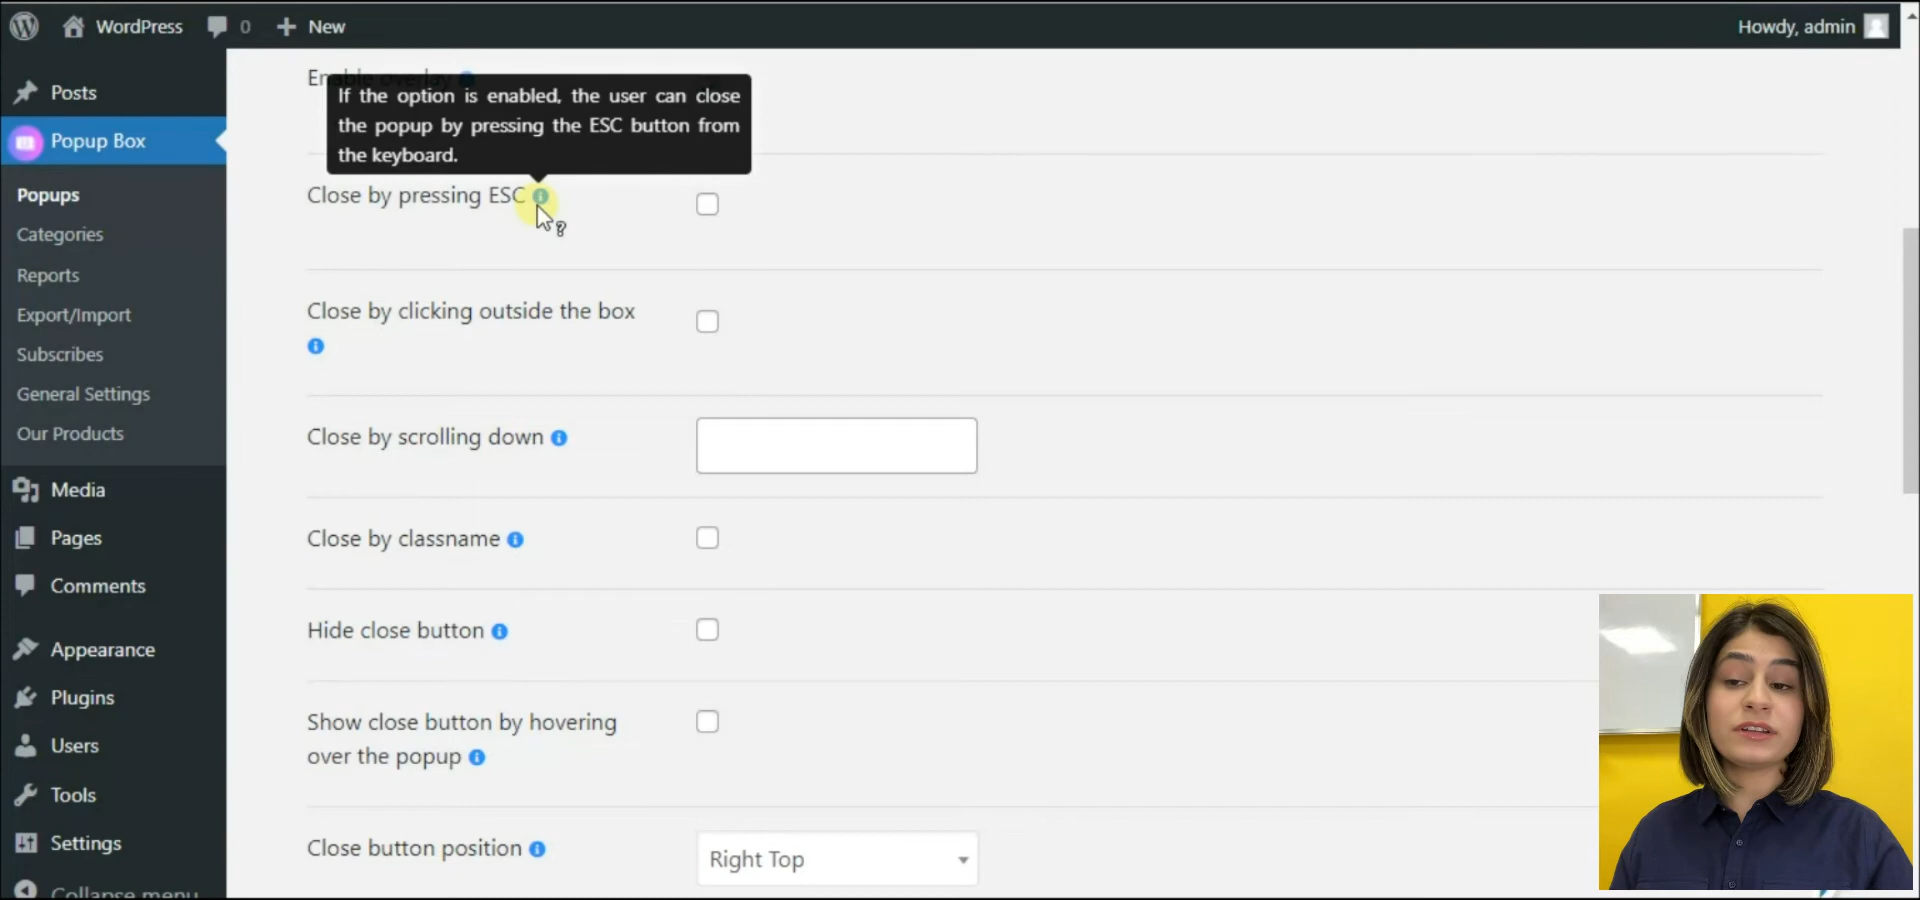 WordPress
0
New
Howdy, admin
Posts
Popup Box
Popups
Categories
Reports
Export/Import
Subscribes
General Settings
Our Products
Media
Pages
Comments
Appearance
Plugins
Users
Tools
Settings
Collapse menu
Enable overlay
If the option is enabled, the user can close
the popup by pressing the ESC button from
the keyboard.
Close by pressing ESC
Close by clicking outside the box
Close by scrolling down
Close by classname
Hide close button
Show close button by hovering
over the popup
Close button position
Right Top